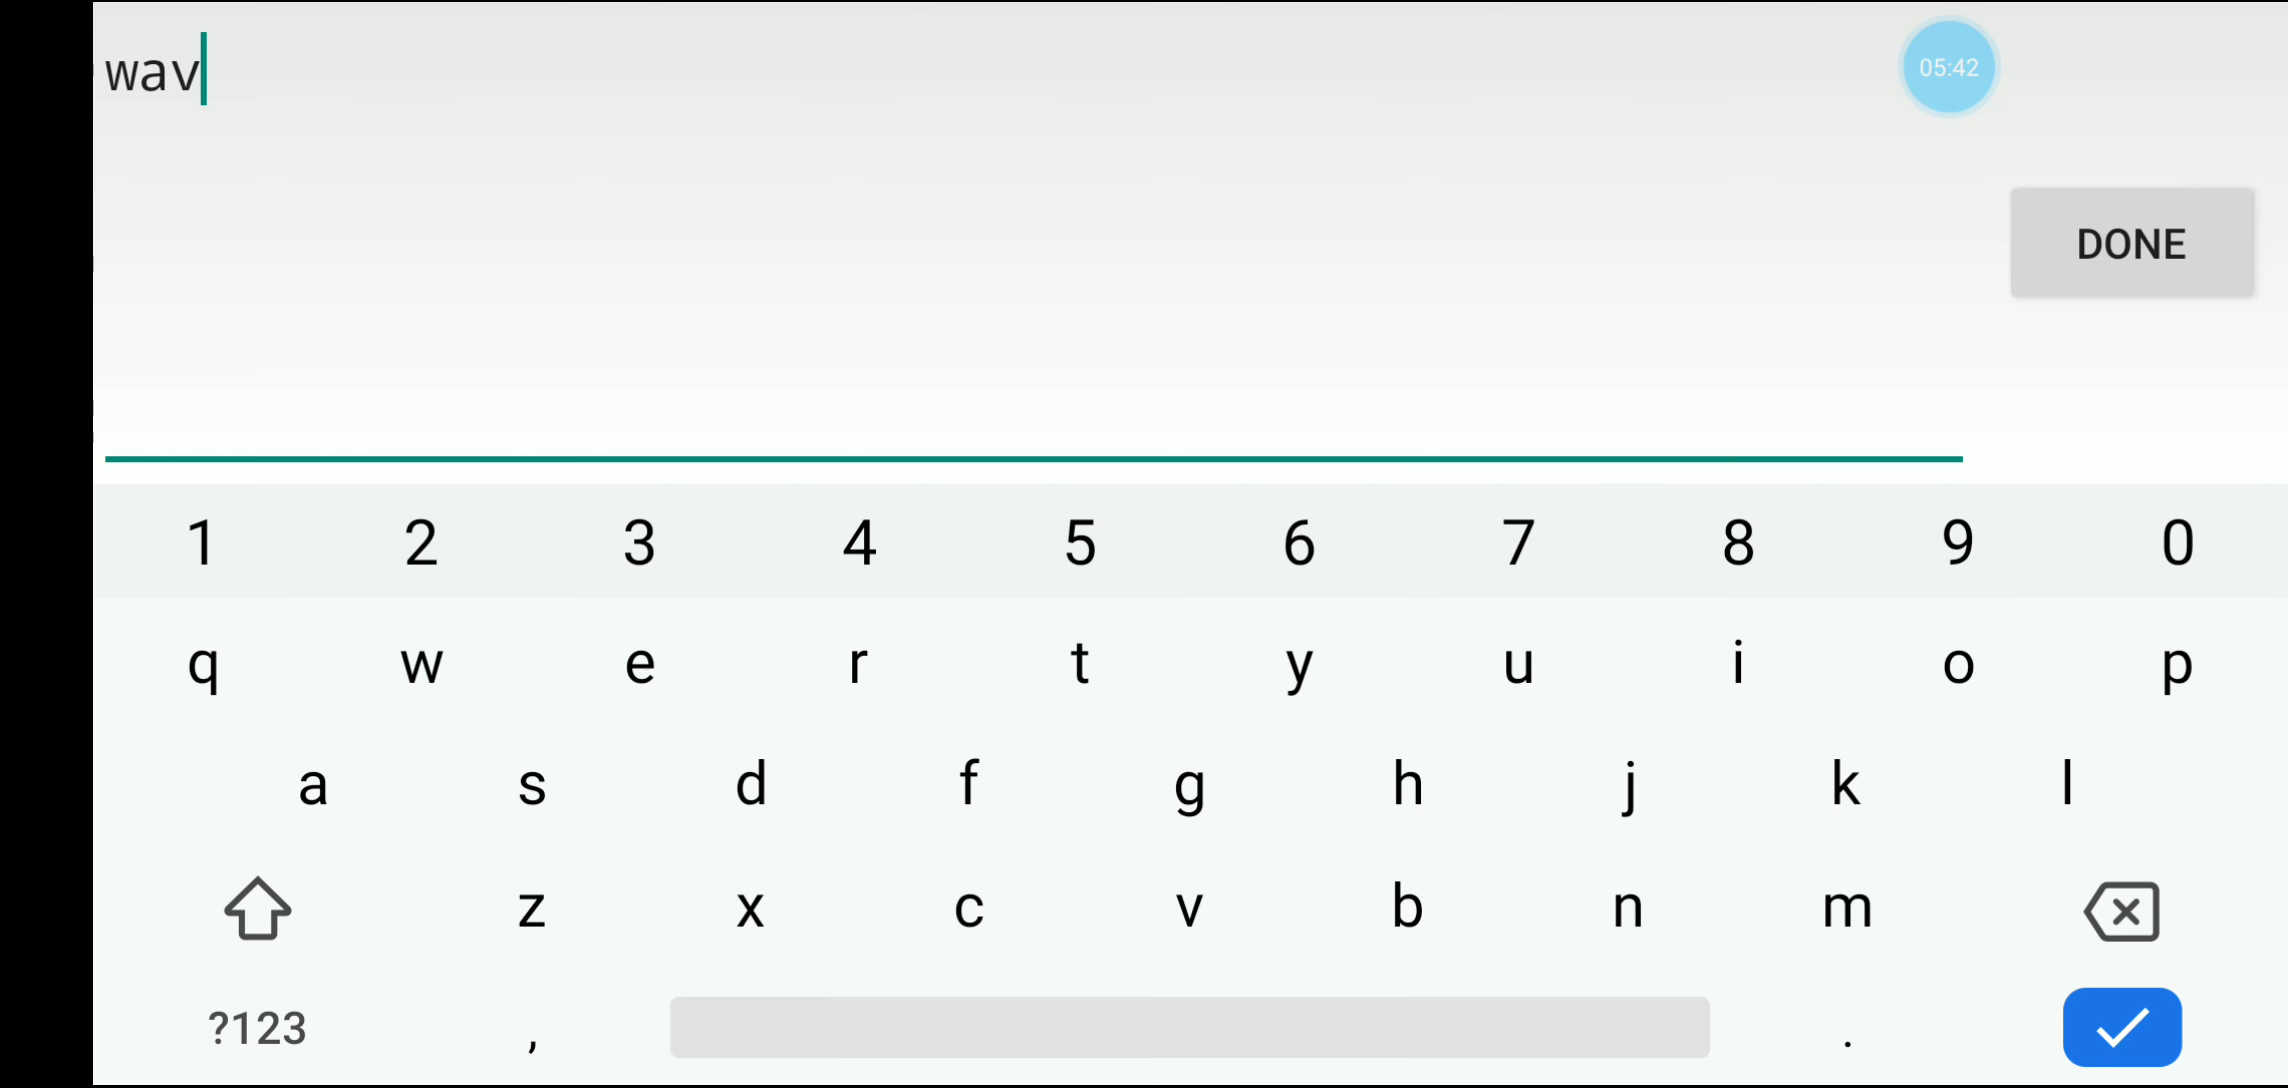 wav
05:42
DONE
1 2 3 4 5 6 7 8 9 0
q w e r t y u i o p
a s d f g h j k l
z x c v b n m
?123 , .